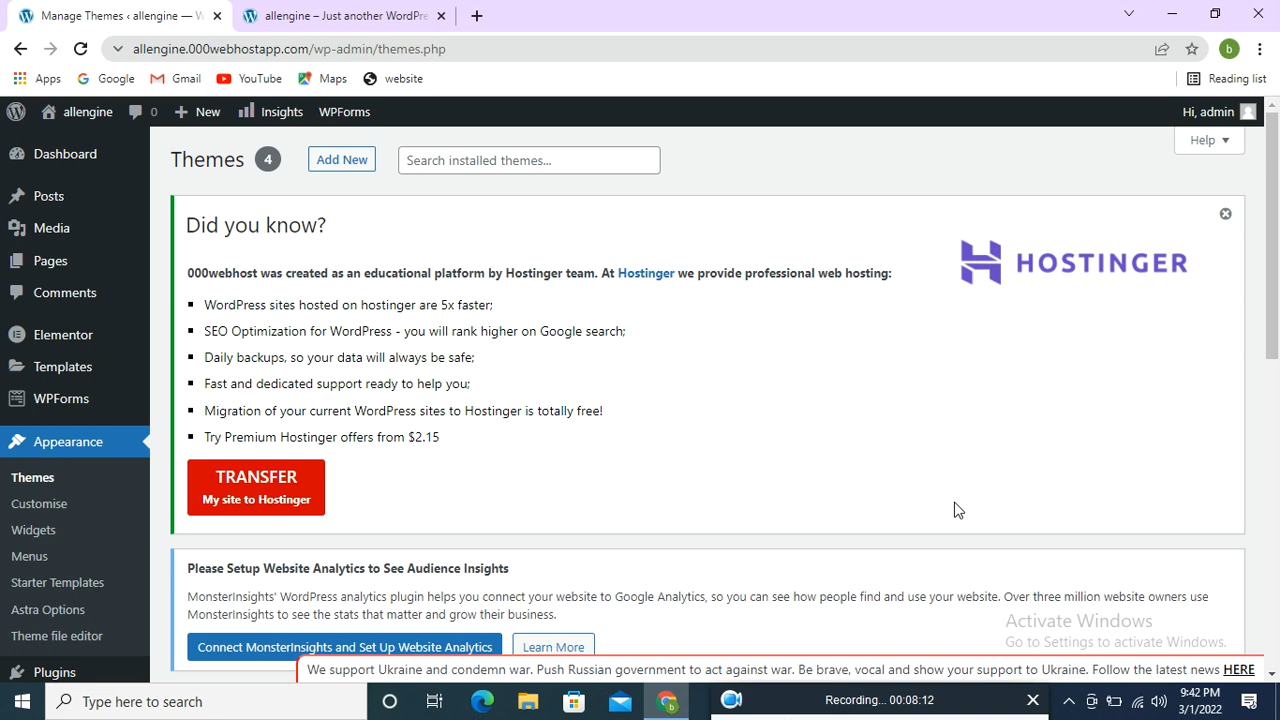 Manage Themes ‹ allengine — W
allengine – Just another WordPre
allengine.000webhostapp.com/wp-admin/themes.php
b
Apps
Google
Gmail
YouTube
Maps
website
Reading list
allengine
0
New
Insights
WPForms
Hi, admin
Dashboard
Posts
Media
Pages
Comments
Elementor
Templates
WPForms
Appearance
Themes
Customise
Widgets
Menus
Starter Templates
Astra Options
Theme file editor
Plugins
Themes 4
Add New
Search installed themes...
Help
Did you know?
HOSTINGER
000webhost was created as an educational platform by Hostinger team. At Hostinger we provide professional web hosting:
WordPress sites hosted on hostinger are 5x faster;
SEO Optimization for WordPress - you will rank higher on Google search;
Daily backups, so your data will always be safe;
Fast and dedicated support ready to help you;
Migration of your current WordPress sites to Hostinger is totally free!
Try Premium Hostinger offers from $2.15
TRANSFER
My site to Hostinger
Please Setup Website Analytics to See Audience Insights
MonsterInsights' WordPress analytics plugin helps you connect your website to Google Analytics, so you can see how people find and use your website. Over three million website owners use
MonsterInsights to see the stats that matter and grow their business.
Connect MonsterInsights and Set Up Website Analytics
Learn More
Activate Windows
Go to Settings to activate Windows.
We support Ukraine and condemn war. Push Russian government to act against war. Be brave, vocal and show your support to Ukraine. Follow the latest news HERE
Type here to search
b
Recording... 00:08:12
9:42 PM
3/1/2022